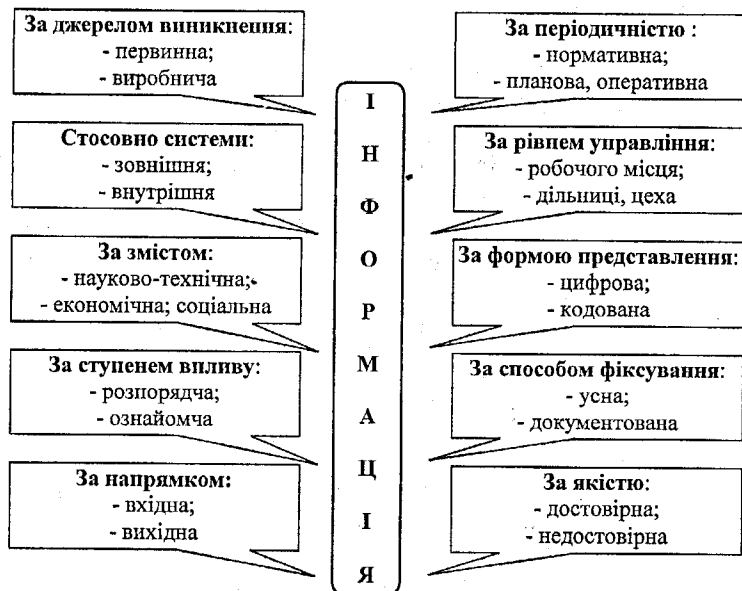 За джерелом виникнення:
- первинна;
- виробнича
Стосовно системи:
- зовнішня;
- внутрішня
За змістом:
- науково-технічна;
- економічна; соціальна
За ступенем впливу:
- розпорядча;
- ознайомча
За напрямком:
- вхідна;
- вихідна
І
Н
Ф
О
Р
М
А
Ц
І
Я
За періодичністю :
- нормативна;
- планова, оперативна
За рівнем управління:
- робочого місця;
- дільниці, цеха
За формою представлення:
- цифрова;
- кодована
За способом фіксування:
- усна;
- документована
За якістю:
- достовірна;
- недостовірна